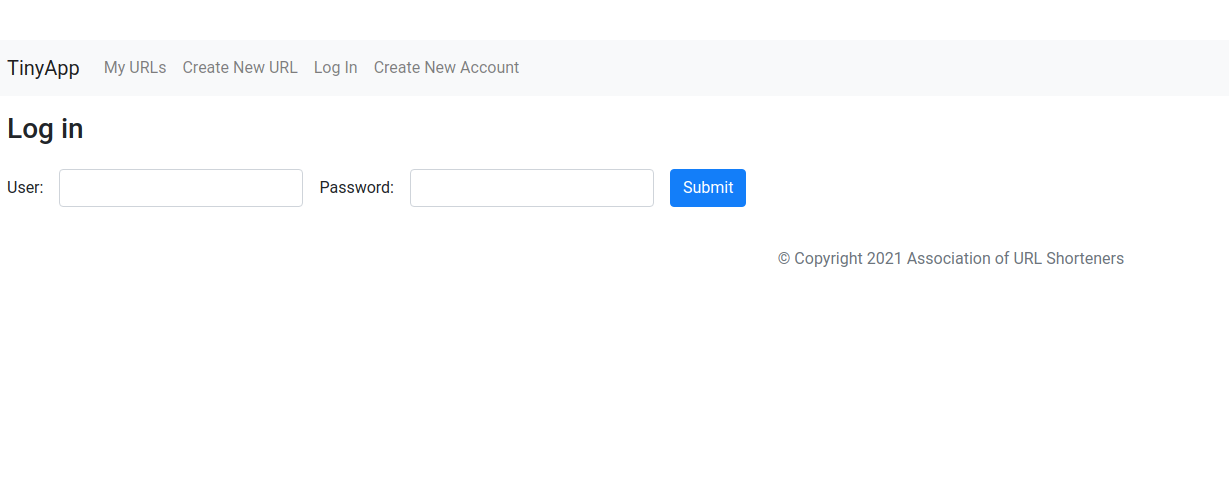 TinyApp My URLs Create New URL Log In Create New Account
Log in
User: Password: Submit
© Copyright 2021 Association of URL Shorteners